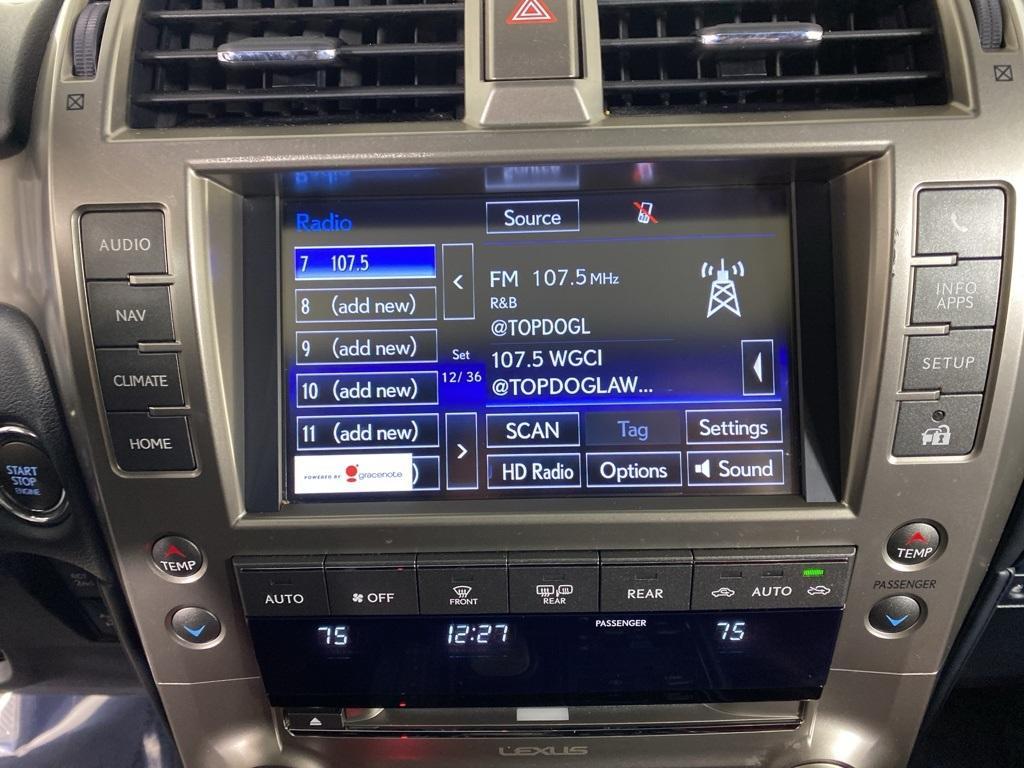 Radio
Source
AUDIO
NAV
CLIMATE
HOME
START
STOP
ENGINE
7 107.5
8 (add new)
9 (add new)
10 (add new)
11 (add new)
)
POWERED BY gracenote
<
Set
12/36
>
FM 107.5 MHz
R&B
@TOPDOGL
107.5 WGCI
@TOPDOGLAW...
SCAN Tag Settings
HD Radio Options Sound
INFO
APPS
SETUP
TEMP
TEMP
PASSENGER
AUTO OFF FRONT REAR REAR AUTO
PASSENGER
75 12:27 75
LEXUS